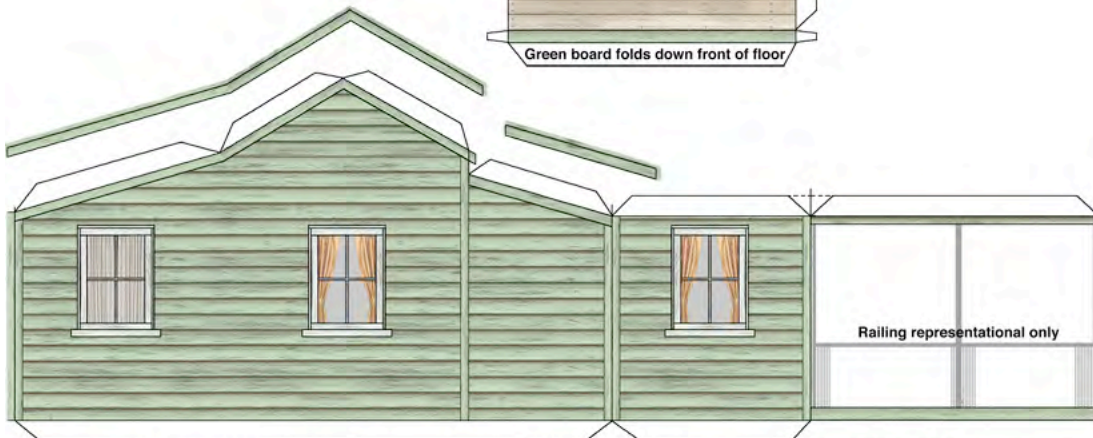 Green board folds down front of floor
Railing representational only